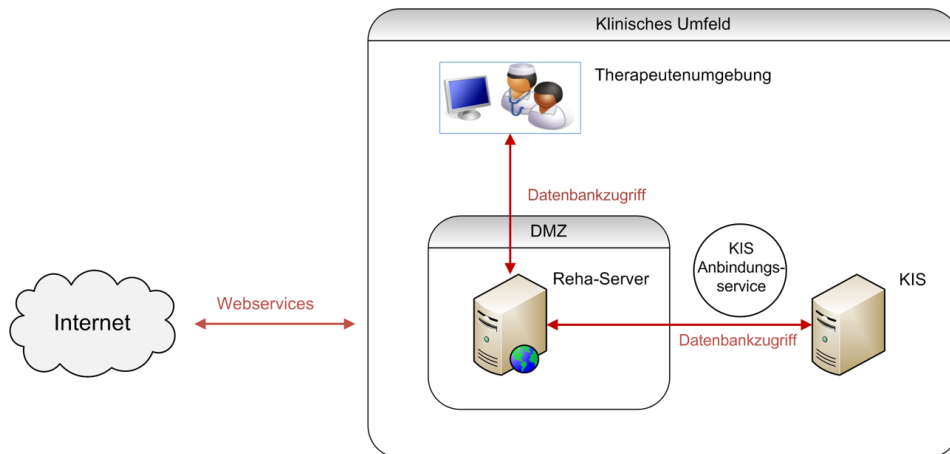 Klinisches Umfeld
Therapeutenumgebung
Datenbankzugriff
DMZ
KIS
Anbindungs-
service
Reha-Server
KIS
Webservices
Internet
Datenbankzugriff